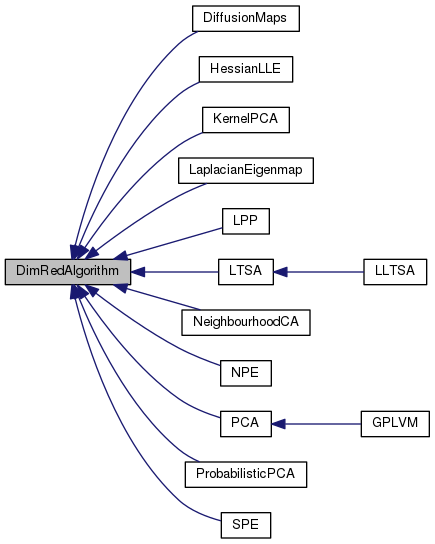 DiffusionMaps
HessianLLE
KernelPCA
LaplacianEigenmap
LPP
DimRedAlgorithm
LTSA
LLTSA
NeighbourhoodCA
NPE
PCA
GPLVM
ProbabilisticPCA
SPE